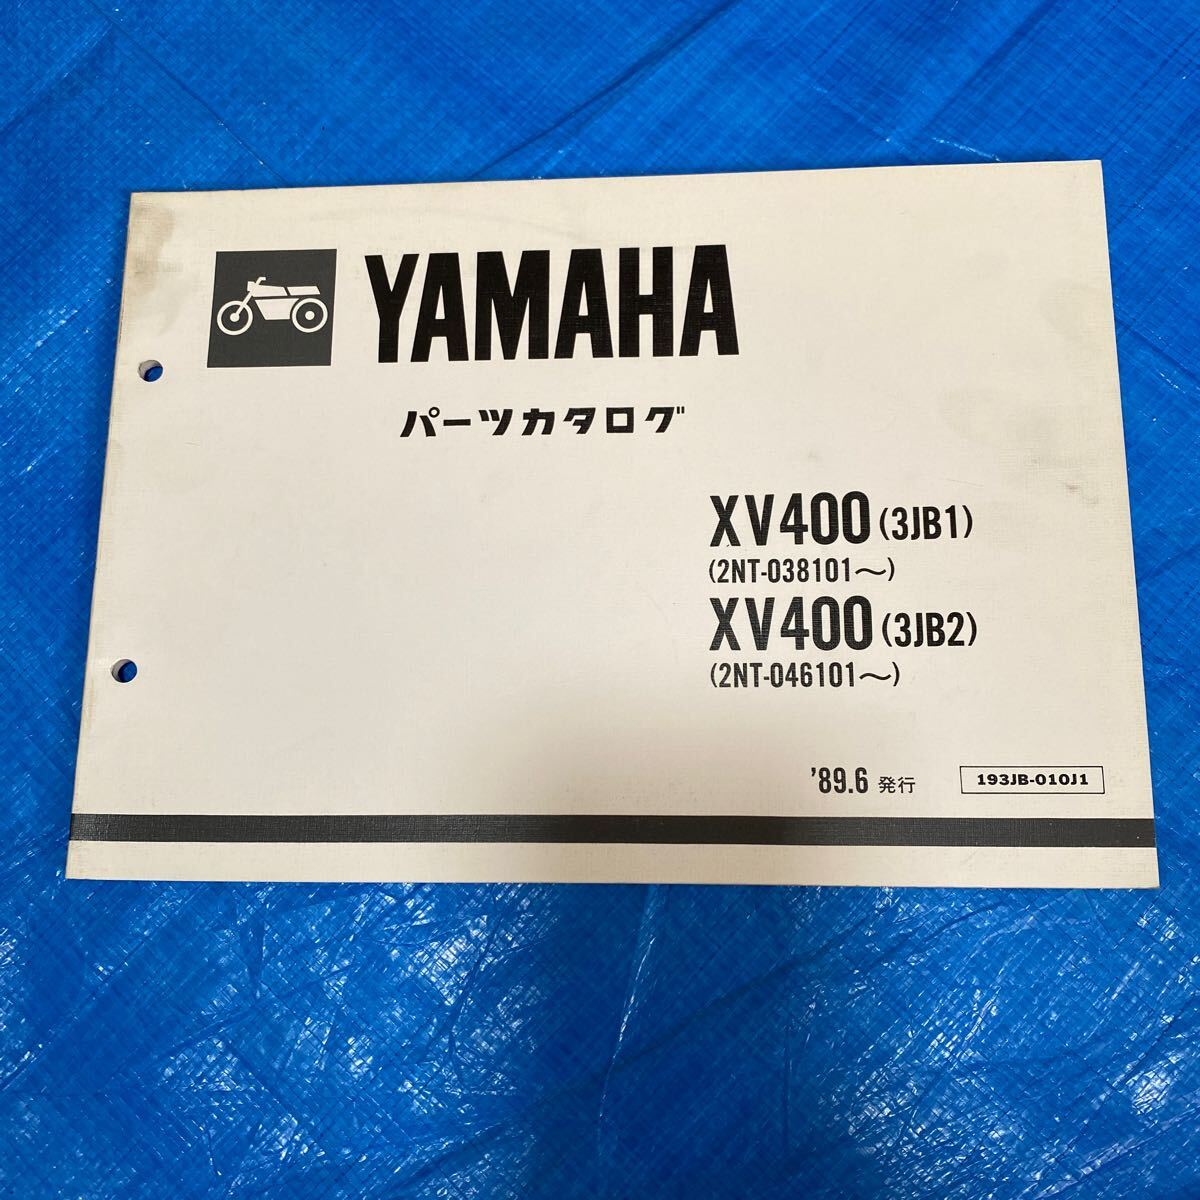 YAMAHA
パーツカタログ
XV400 (3JB1)
(2NT-038101〜)
XV400 (3JB2)
(2NT-046101〜)
'89.6 発行
193JB-010J1